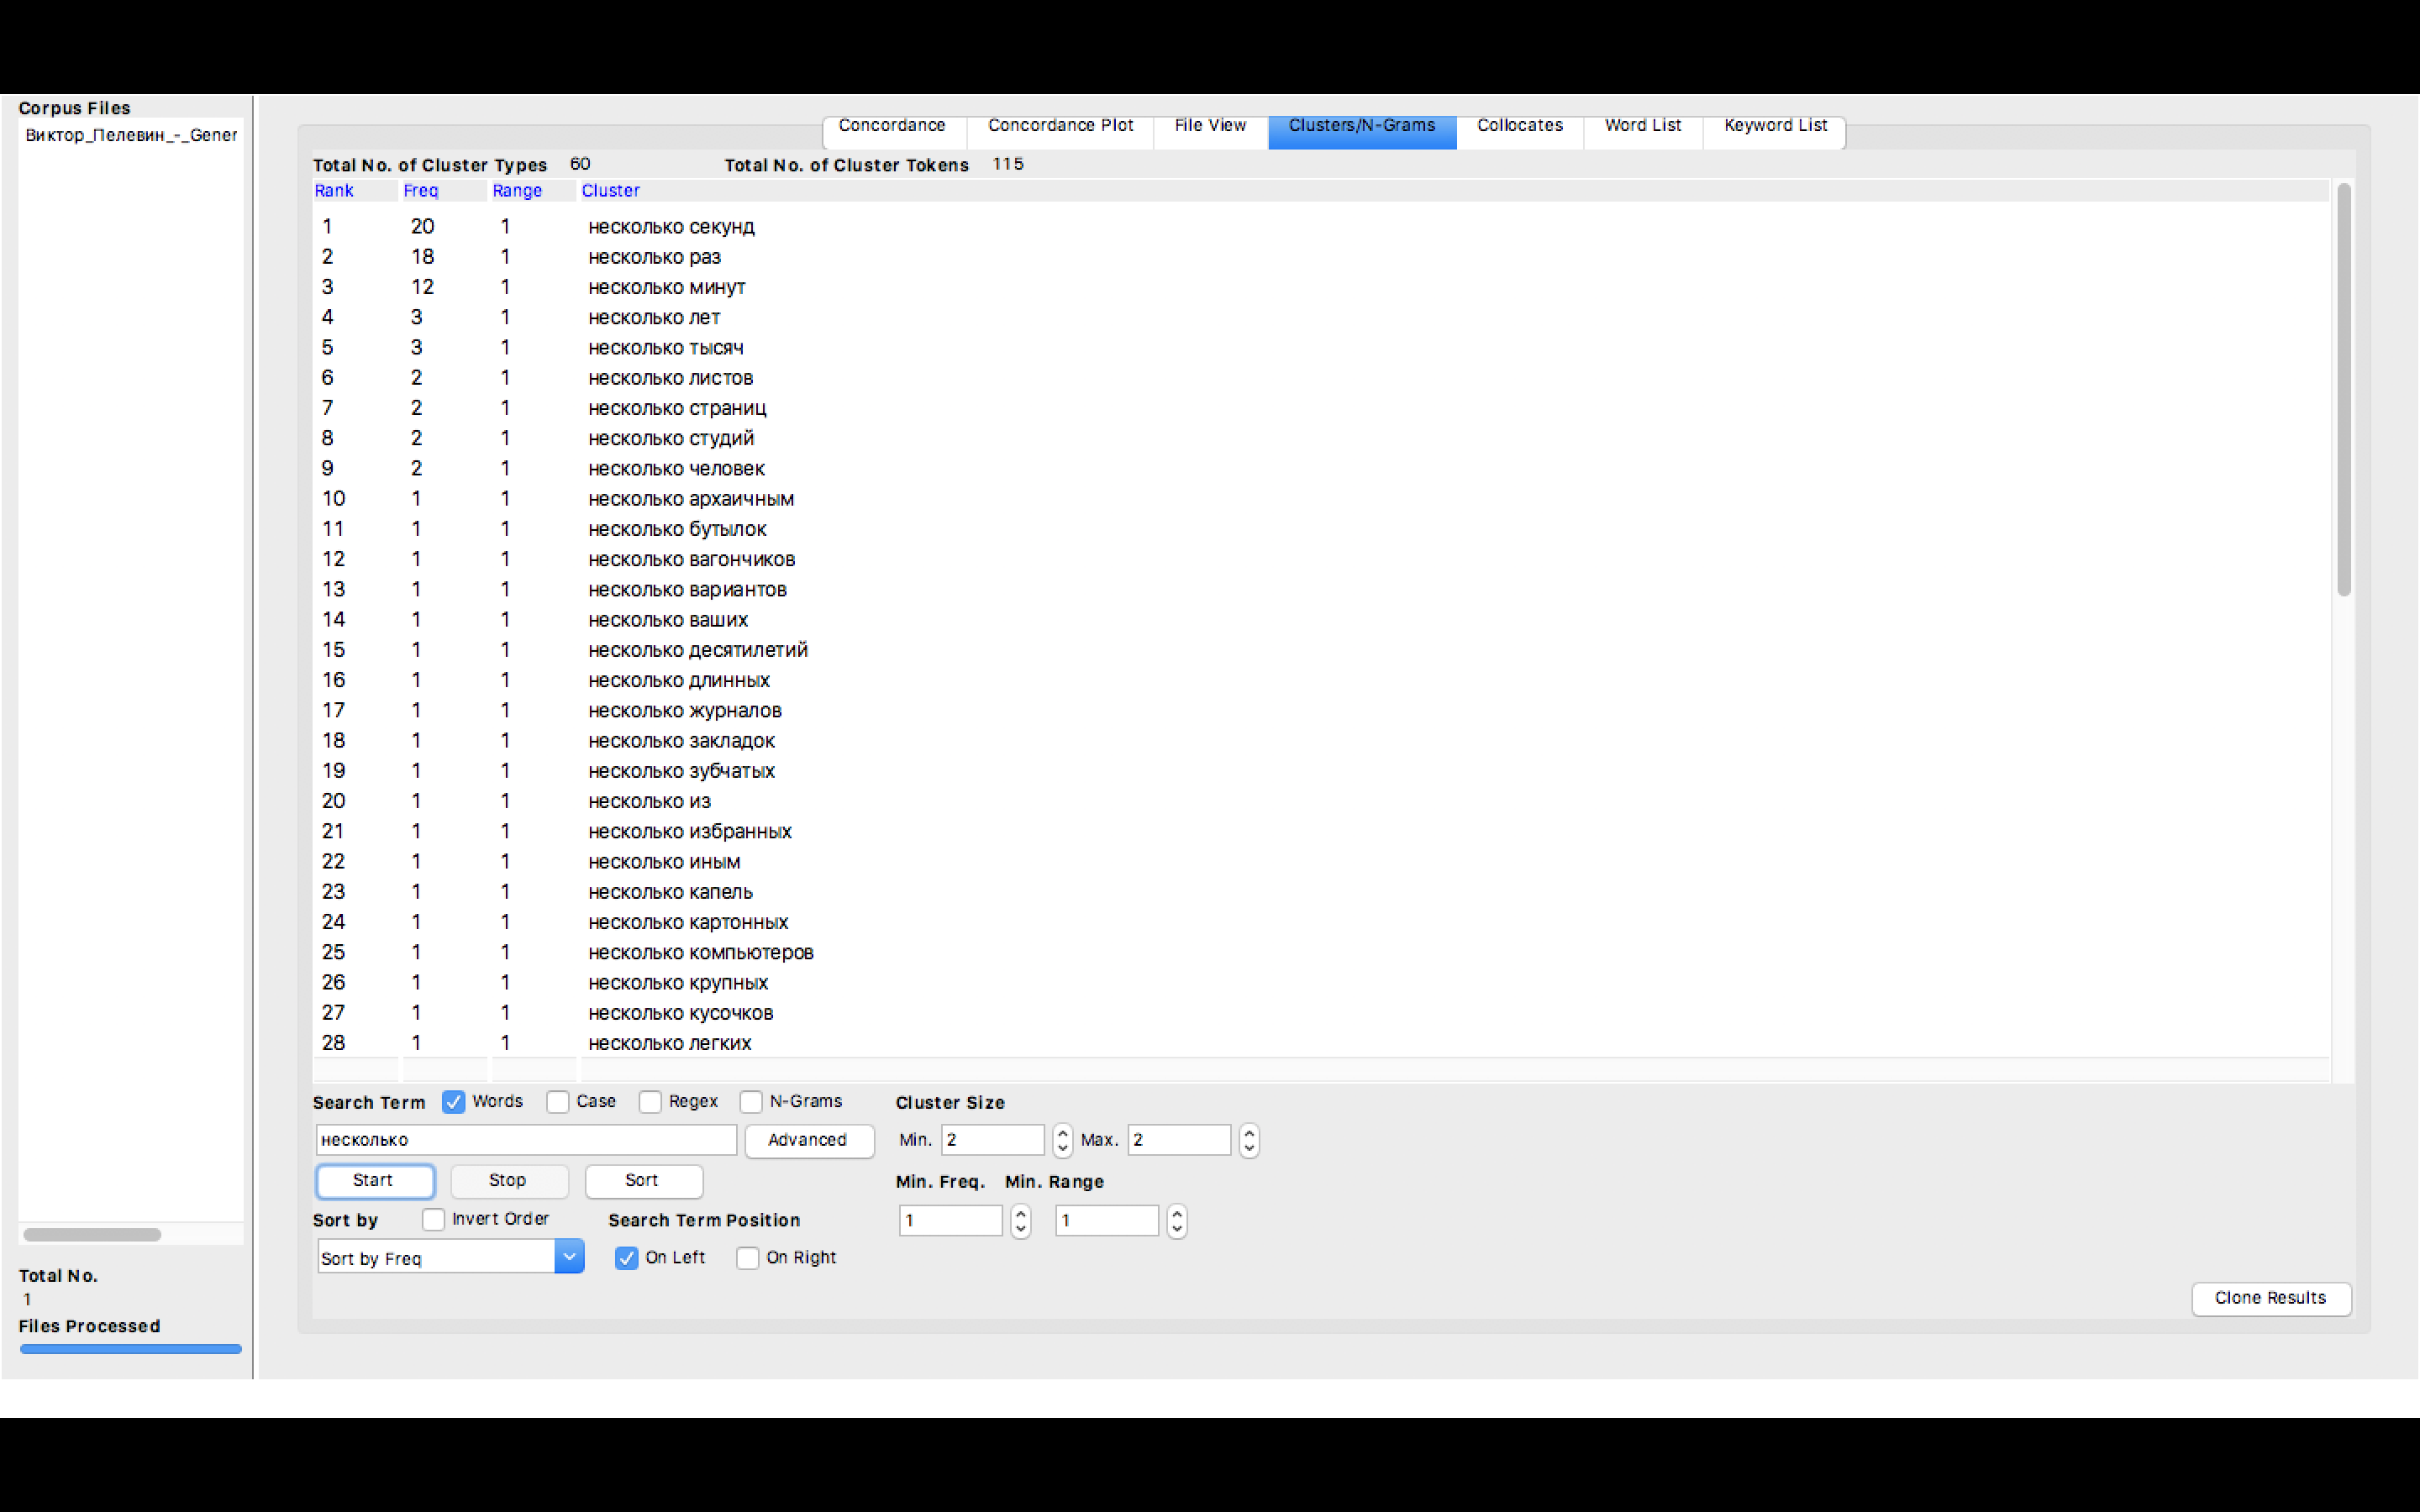 Corpus Files
Виктор_Пелевин_-_Gener
Concordance Concordance Plot File View Clusters/N-Grams Collocates Word List Keyword List
Total No. of Cluster Types 60 Total No. of Cluster Tokens 115
Rank Freq Range Cluster
1 20 1 несколько секунд
2 18 1 несколько раз
3 12 1 несколько минут
4 3 1 несколько лет
5 3 1 несколько тысяч
6 2 1 несколько листов
7 2 1 несколько страниц
8 2 1 несколько студий
9 2 1 несколько человек
10 1 1 несколько архаичным
11 1 1 несколько бутылок
12 1 1 несколько вагончиков
13 1 1 несколько вариантов
14 1 1 несколько ваших
15 1 1 несколько десятилетий
16 1 1 несколько длинных
17 1 1 несколько журналов
18 1 1 несколько закладок
19 1 1 несколько зубчатых
20 1 1 несколько из
21 1 1 несколько избранных
22 1 1 несколько иным
23 1 1 несколько капель
24 1 1 несколько картонных
25 1 1 несколько компьютеров
26 1 1 несколько крупных
27 1 1 несколько кусочков
28 1 1 несколько легких
Search Term Words Case Regex N-Grams Cluster Size
несколько Advanced Min. 2 Max. 2
Start Stop Sort Min. Freq. Min. Range
Sort by Invert Order Search Term Position 1 1
Sort by Freq On Left On Right
Total No.
1
Files Processed
Clone Results